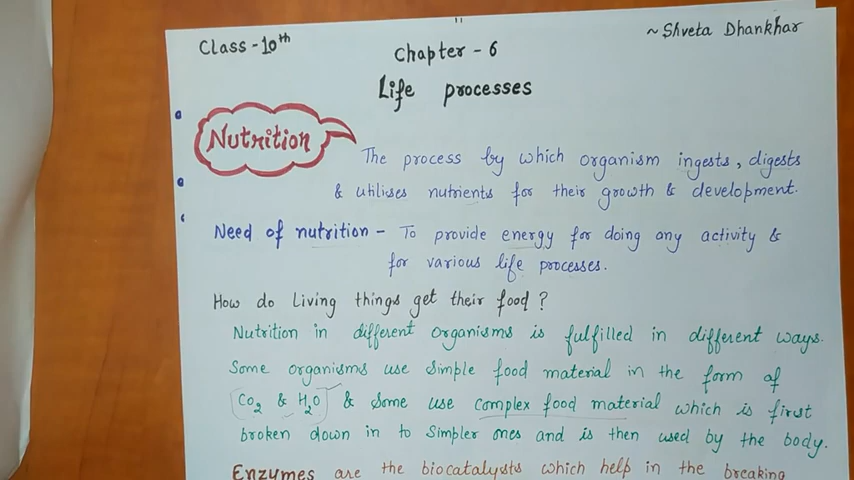 Class-10th
Chapter-6
~Shveta Dhankhar
Life processes
Nutrition
The process by which organism ingests, digests
& utilises nutrients for their growth & development.
Need of nutrition - To provide energy for doing any activity &
for various life processes.
How do Living things get their food ?
Nutrition in different organisms is fulfilled in different ways.
Some organisms use simple food material in the form of
Co2 & H2O & some use complex food material which is first
broken down in to simpler ones and is then used by the body.
Enzymes are the biocatalysts which help in the breaking